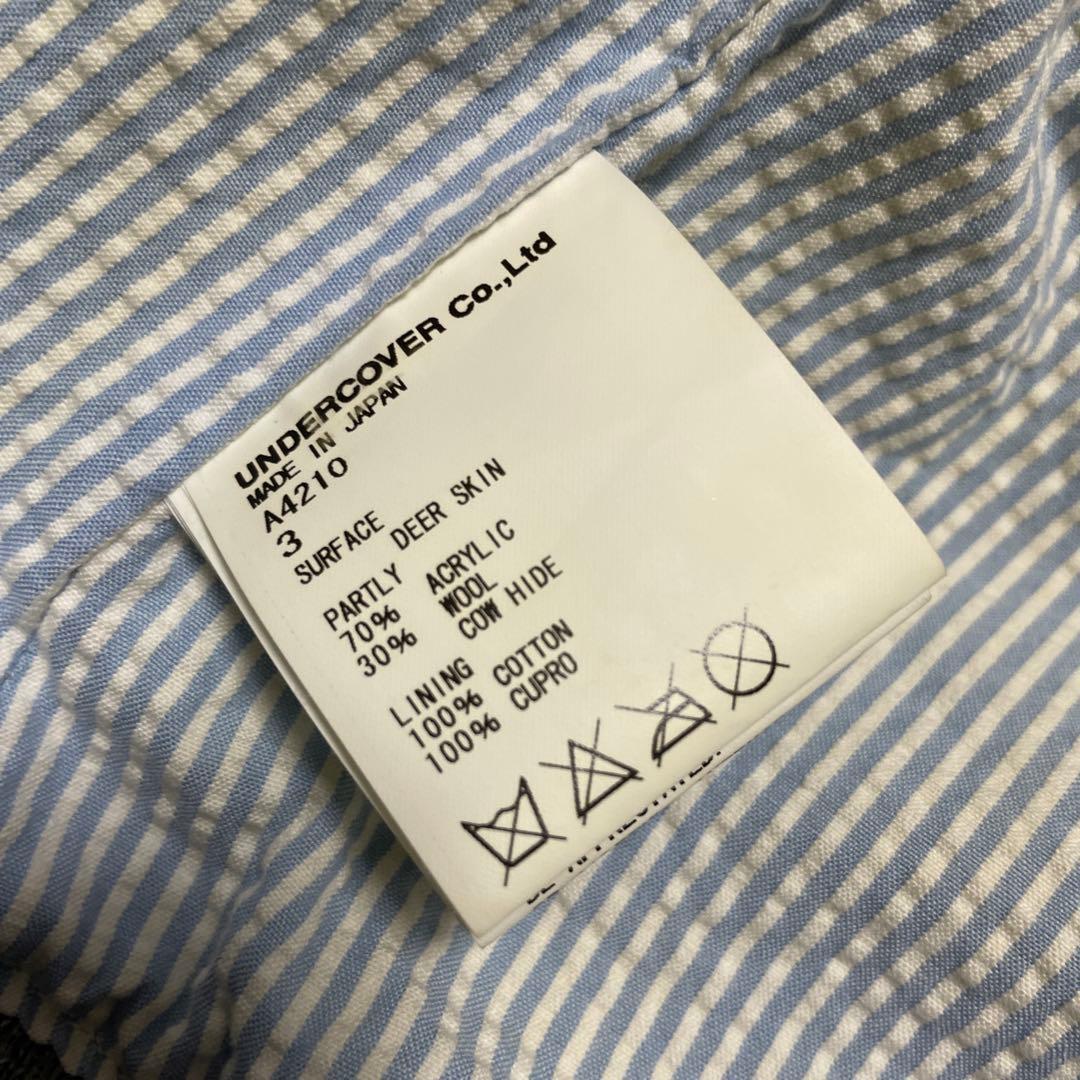 UNDERCOVER Co.,Ltd
MADE IN JAPAN
A4210
3
SURFACE
DEER SKIN
PARTLY
70% ACRYLIC
30% WOOL
COW HIDE
LINING
100% COTTON
100% CUPRO